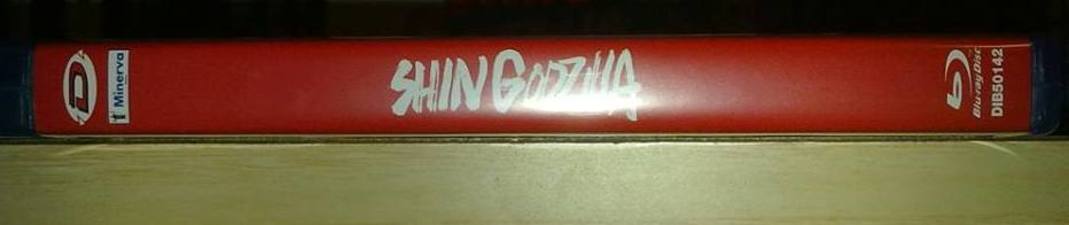 D
Minerva
SHIN GODZILLA
Blu-ray Disc
DIB50142